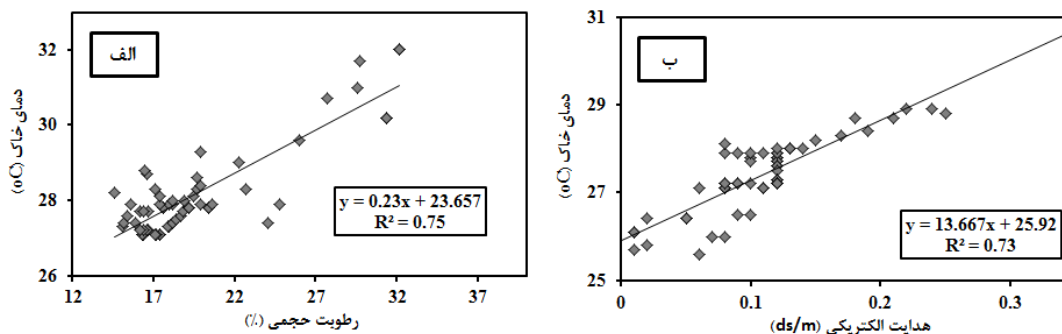 الف
دمای خاک (oC)
32
30
28
26
y = 0.23x + 23.657
R² = 0.75
12
17
22
27
32
37
رطوبت حجمی (٪)
ب
دمای خاک (oC)
31
29
27
25
y = 13.667x + 25.92
R² = 0.73
0
0.1
0.2
0.3
هدایت الکتریکی (ds/m)